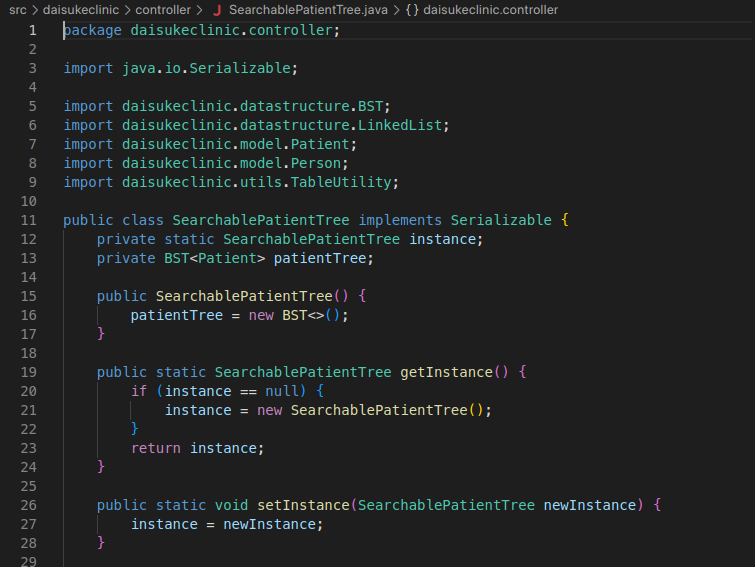 src > daisukeclinic > controller > J SearchablePatientTree.java > {} daisukeclinic.controller
1 package daisukeclinic.controller;
2
3 import java.io.Serializable;
4
5 import daisukeclinic.datastructure.BST;
6 import daisukeclinic.datastructure.LinkedList;
7 import daisukeclinic.model.Patient;
8 import daisukeclinic.model.Person;
9 import daisukeclinic.utils.TableUtility;
10
11 public class SearchablePatientTree implements Serializable {
12     private static SearchablePatientTree instance;
13     private BST<Patient> patientTree;
14
15     public SearchablePatientTree() {
16         patientTree = new BST<>();
17     }
18
19     public static SearchablePatientTree getInstance() {
20         if (instance == null) {
21             instance = new SearchablePatientTree();
22         }
23         return instance;
24     }
25
26     public static void setInstance(SearchablePatientTree newInstance) {
27         instance = newInstance;
28     }
29